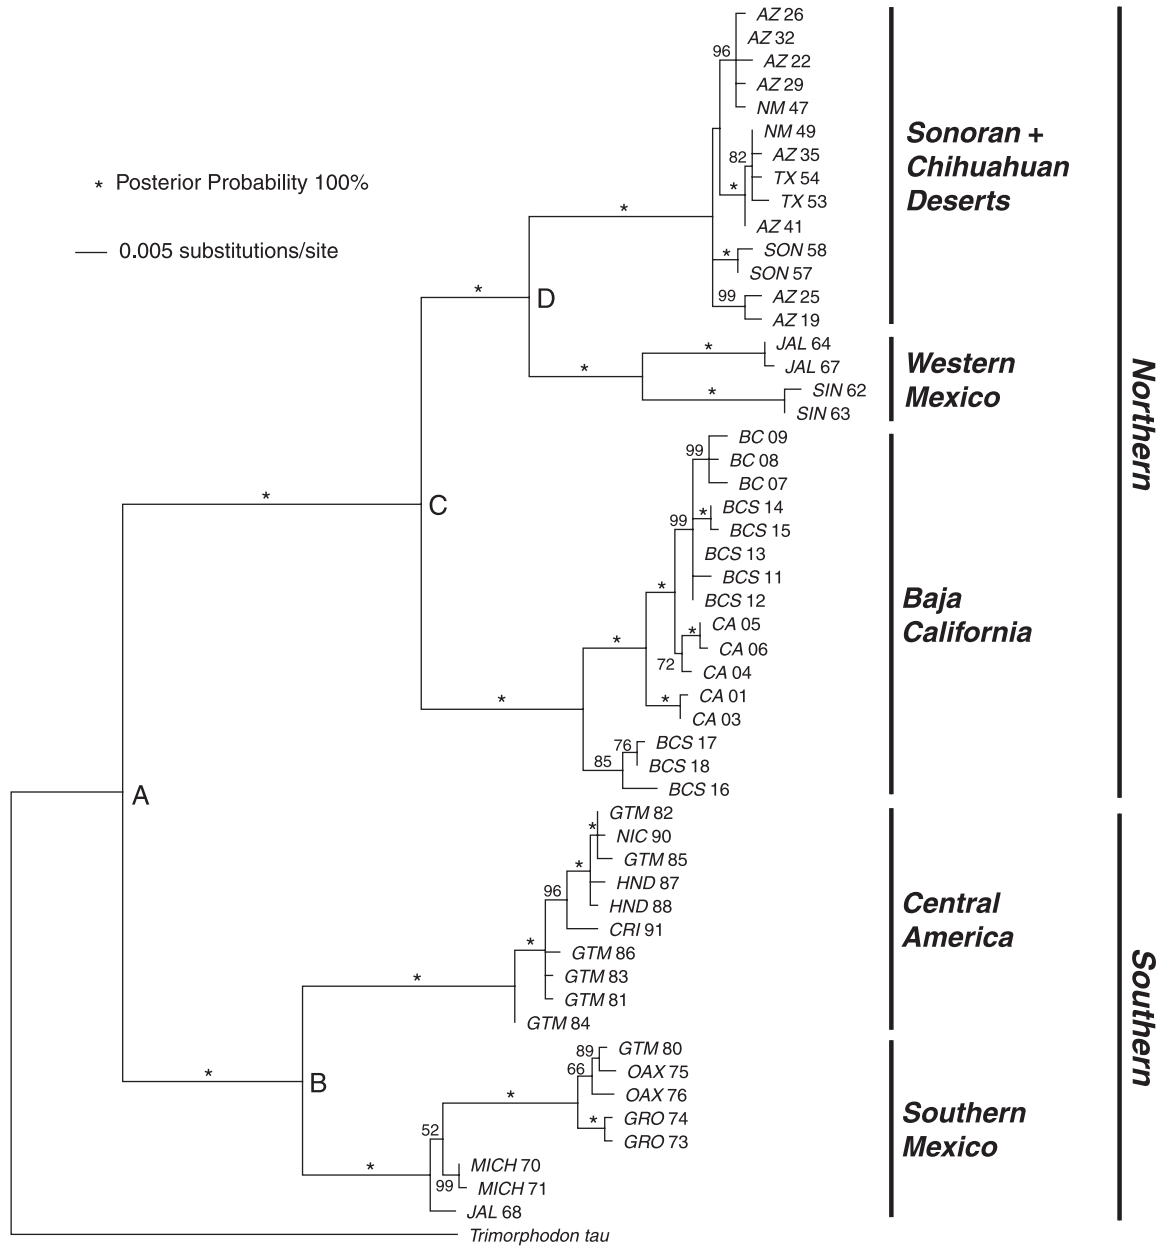 * Posterior Probability 100%
0.005 substitutions/site
AZ 26
AZ 32
96
AZ 22
AZ 29
NM 47
NM 49
82
AZ 35
TX 54
*
TX 53
AZ 41
*
SON 58
SON 57
99
AZ 25
AZ 19
*
*
D
*
JAL 64
JAL 67
*
*
SIN 62
SIN 63
Sonoran +
Chihuahuan
Deserts
Western
Mexico
Northern
*
C
BC 09
99
BC 08
BC 07
BCS 14
*
BCS 15
99
BCS 13
BCS 11
BCS 12
*
CA 05
*
CA 06
72
CA 04
*
CA 01
*
CA 03
*
76
BCS 17
BCS 18
85
BCS 16
Baja
California
A
GTM 82
*
NIC 90
GTM 85
*
HND 87
HND 88
96
CRI 91
*
GTM 86
GTM 83
GTM 81
*
GTM 84
Central
America
*
B
89
GTM 80
66
OAX 75
OAX 76
*
GRO 74
*
GRO 73
52
MICH 70
99
MICH 71
*
JAL 68
Southern
Mexico
Southern
Trimorphodon tau